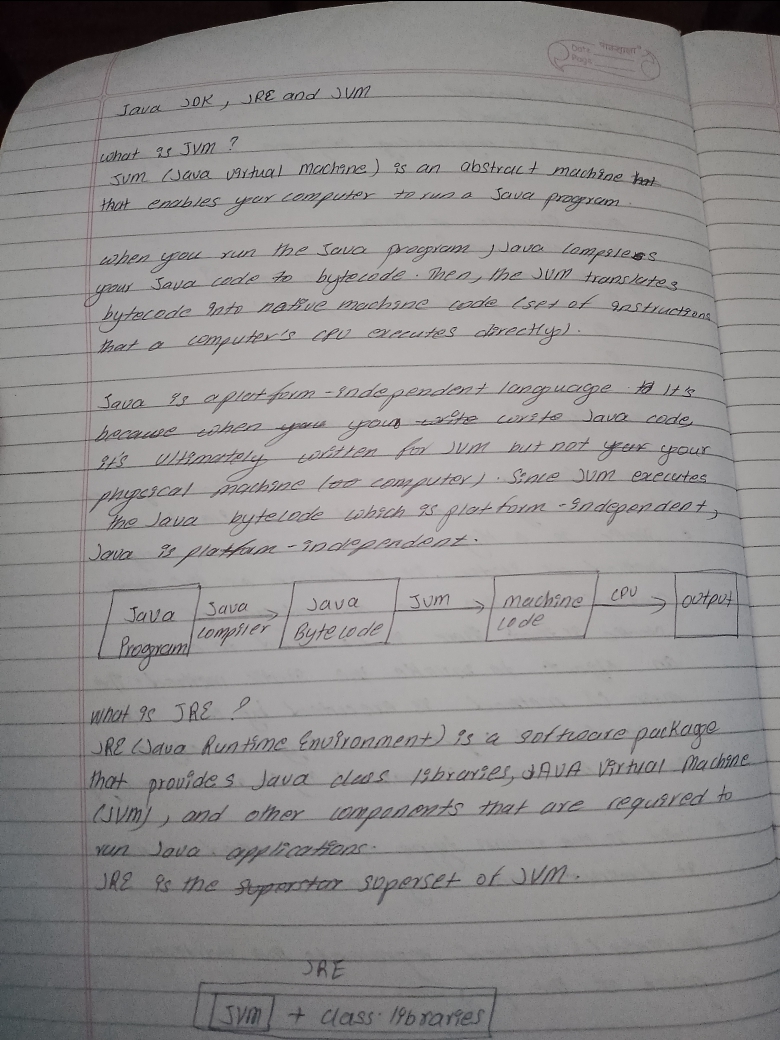 Date
Page
Java JDK, JRE and JVM
what is JVM ?
JVM (Java virtual machine) is an abstract machine that
that enables your computer to run a Java program.
when you run the Java program, Java compiles
your Java code to bytecode. Then, the JVM translates
bytecode into native machine code (set of instructions
that a computer's CPU executes directly).
Java is a platform-independent language. It's
because when you you write write Java code,
it's ultimately written for JVM but not your your
physical machine (or computer). Since JVM executes
the Java bytecode which is platform-independent,
Java is platfam-independent.
Java Program
Java compiler
Java Bytecode
JVM
machine code
CPU
output
what is JRE ?
JRE (Java Runtime Environment) is a software package
that provides Java class libraries, JAVA Virtual Machine
(JVM), and other components that are required to
run Java applications.
JRE is the superstar superset of JVM.
JRE
JVM + class libraries